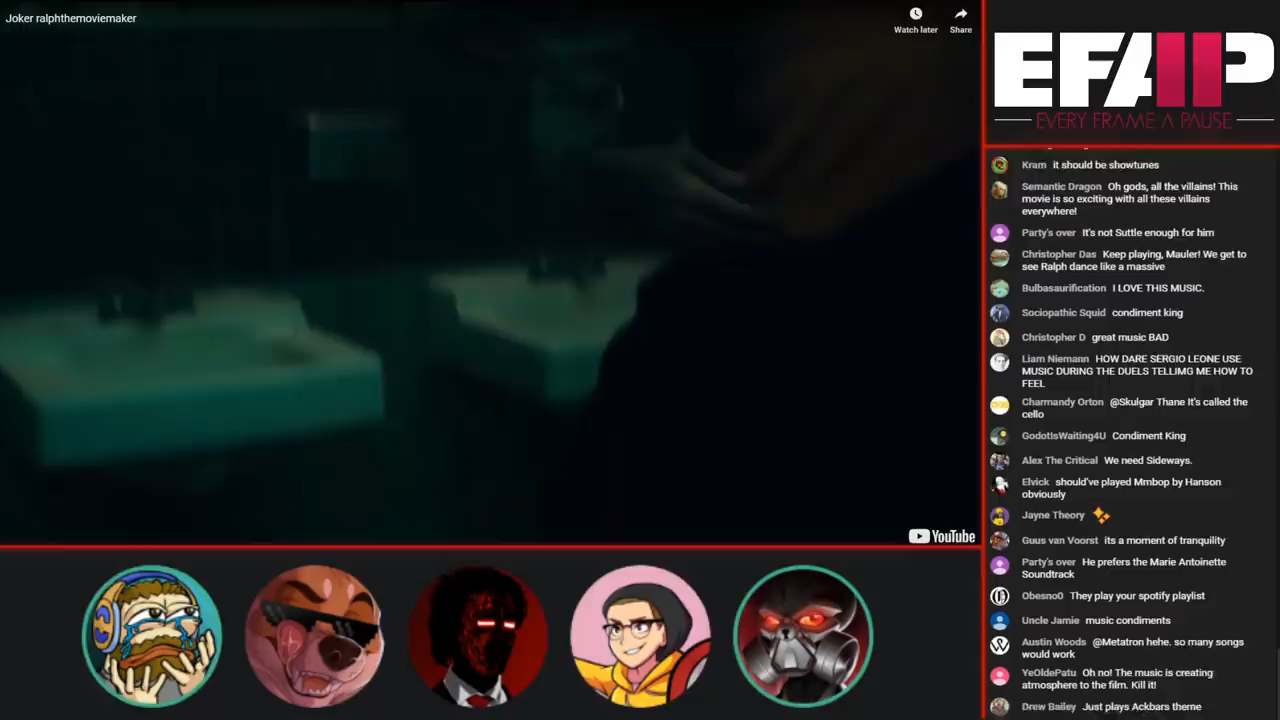 Joker ralphthemoviemaker
Watch later
Share
YouTube
EFAP
EVERY FRAME A PAUSE
Kram it should be showtunes
Semantic Dragon Oh gods, all the villains! This
movie is so exciting with all these villains
everywhere!
Party's over It's not Suttle enough for him
Christopher Das Keep playing, Mauler! We get to
see Ralph dance like a massive
Bulbasaurification I LOVE THIS MUSIC.
Sociopathic Squid condiment king
Christopher D great music BAD
Liam Niemann HOW DARE SERGIO LEONE USE
MUSIC DURING THE DUELS TELLIMG ME HOW TO
FEEL
Charmandy Orton @Skulgar Thane It's called the
cello
GodotIsWaiting4U Condiment King
Alex The Critical We need Sideways.
Elvick should've played Mmbop by Hanson
obviously
Jayne Theory
Guus van Voorst its a moment of tranquility
Party's over He prefers the Marie Antoinette
Soundtrack
Obesno0 They play your spotify playlist
Uncle Jamie music condiments
Austin Woods @Metatron hehe. so many songs
would work
YeOldePatu Oh no! The music is creating
atmosphere to the film. Kill it!
Drew Bailey Just plays Ackbars theme